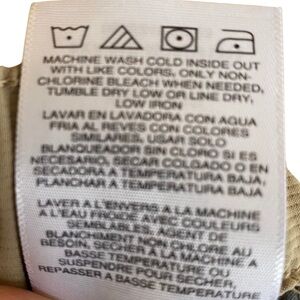 MACHINE WASH COLD INSIDE OUT
WITH LIKE COLORS, ONLY NON-
CHLORINE BLEACH WHEN NEEDED,
TUMBLE DRY LOW OR LINE DRY,
LOW IRON
LAVAR EN LAVADORA CON AGUA
FRIA AL REVES CON COLORES
SIMILARES, USAR SOLO
BLANQUEADOR SIN CLORO SI ES
NECESARIO, SECAR COLGADO O EN
SECADORA A TEMPERATURA BAJA,
PLANCHAR A TEMPERATURA BAJA
LAVER A L'ENVERS A LA MACHINE
A L'EAU FROIDE AVEC COULEURS
SEMBLABLES, AGENT DE
BLANCHIMENT NON CHLORE AU
BESOIN, SECHER A LA MACHINE A
BASSE TEMPERATURE OU
SUSPENDRE POUR SECHER,
REPASSER A BASSE TEMPERATURE